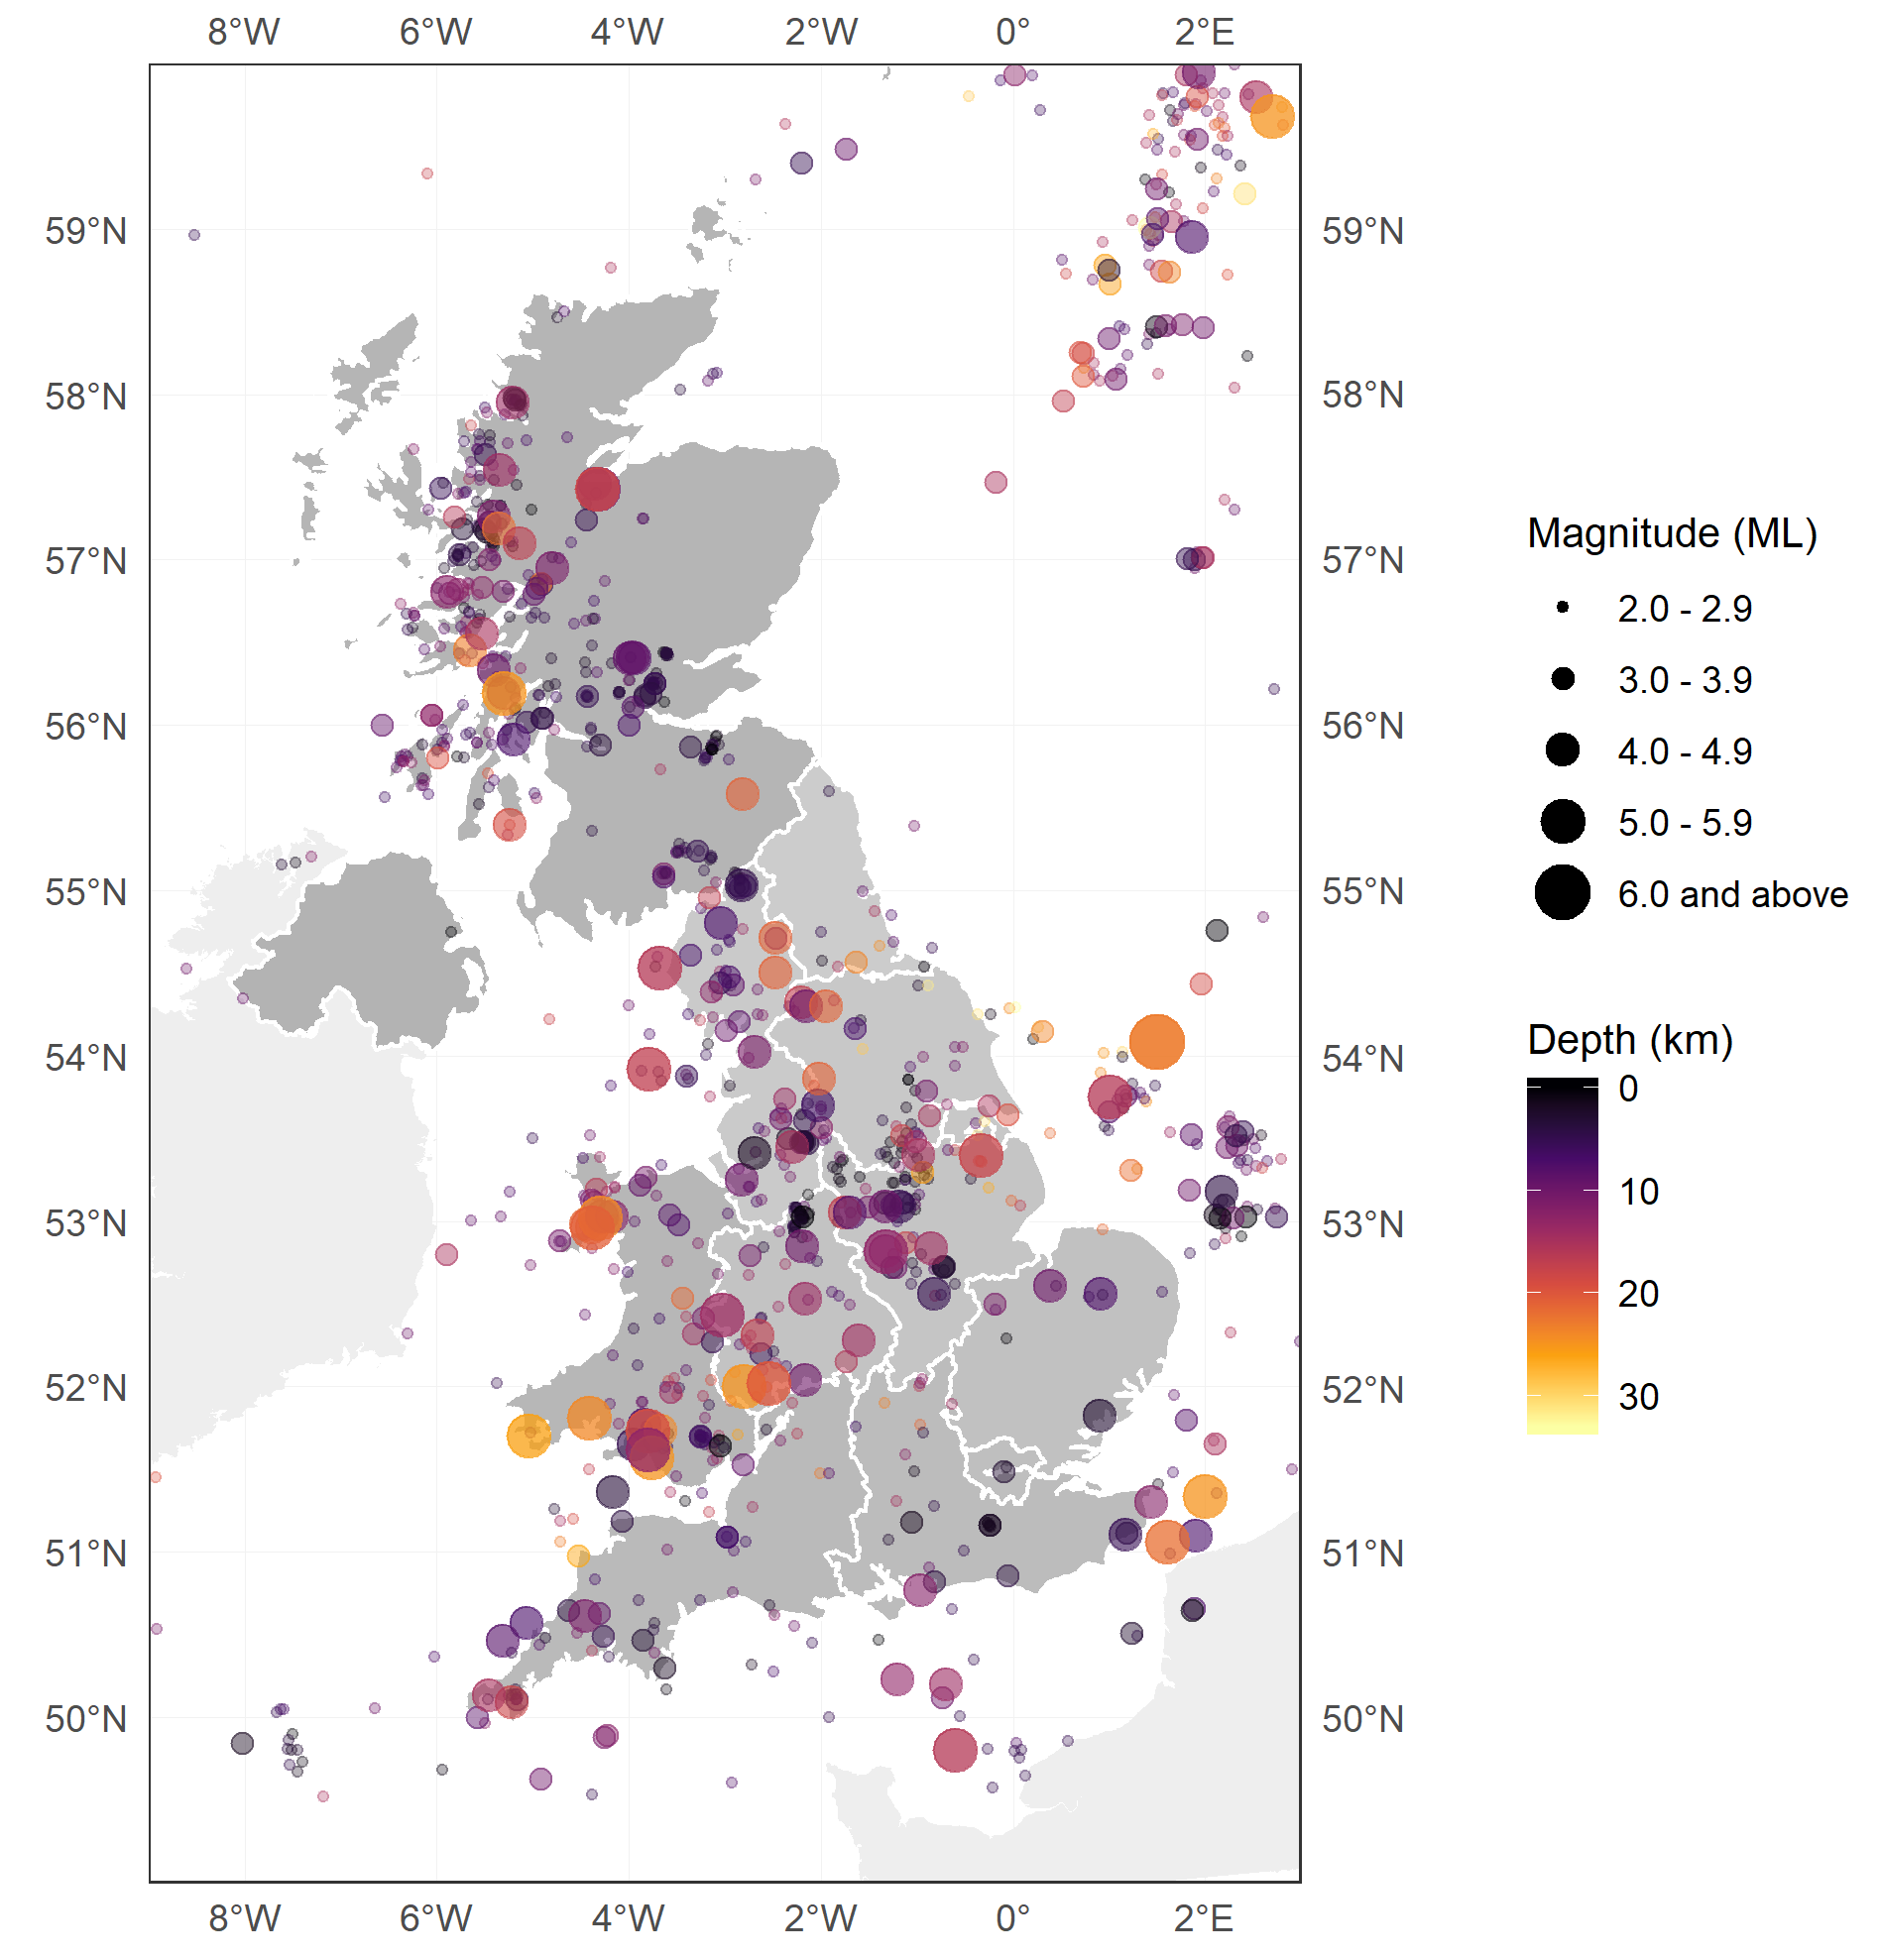 8°W 6°W 4°W 2°W 0° 2°E
59°N 59°N
58°N 58°N
57°N 57°N
56°N 56°N
55°N 55°N
54°N 54°N
53°N 53°N
52°N 52°N
51°N 51°N
50°N 50°N
8°W 6°W 4°W 2°W 0° 2°E
Magnitude (ML)
2.0 - 2.9
3.0 - 3.9
4.0 - 4.9
5.0 - 5.9
6.0 and above
Depth (km)
0
10
20
30